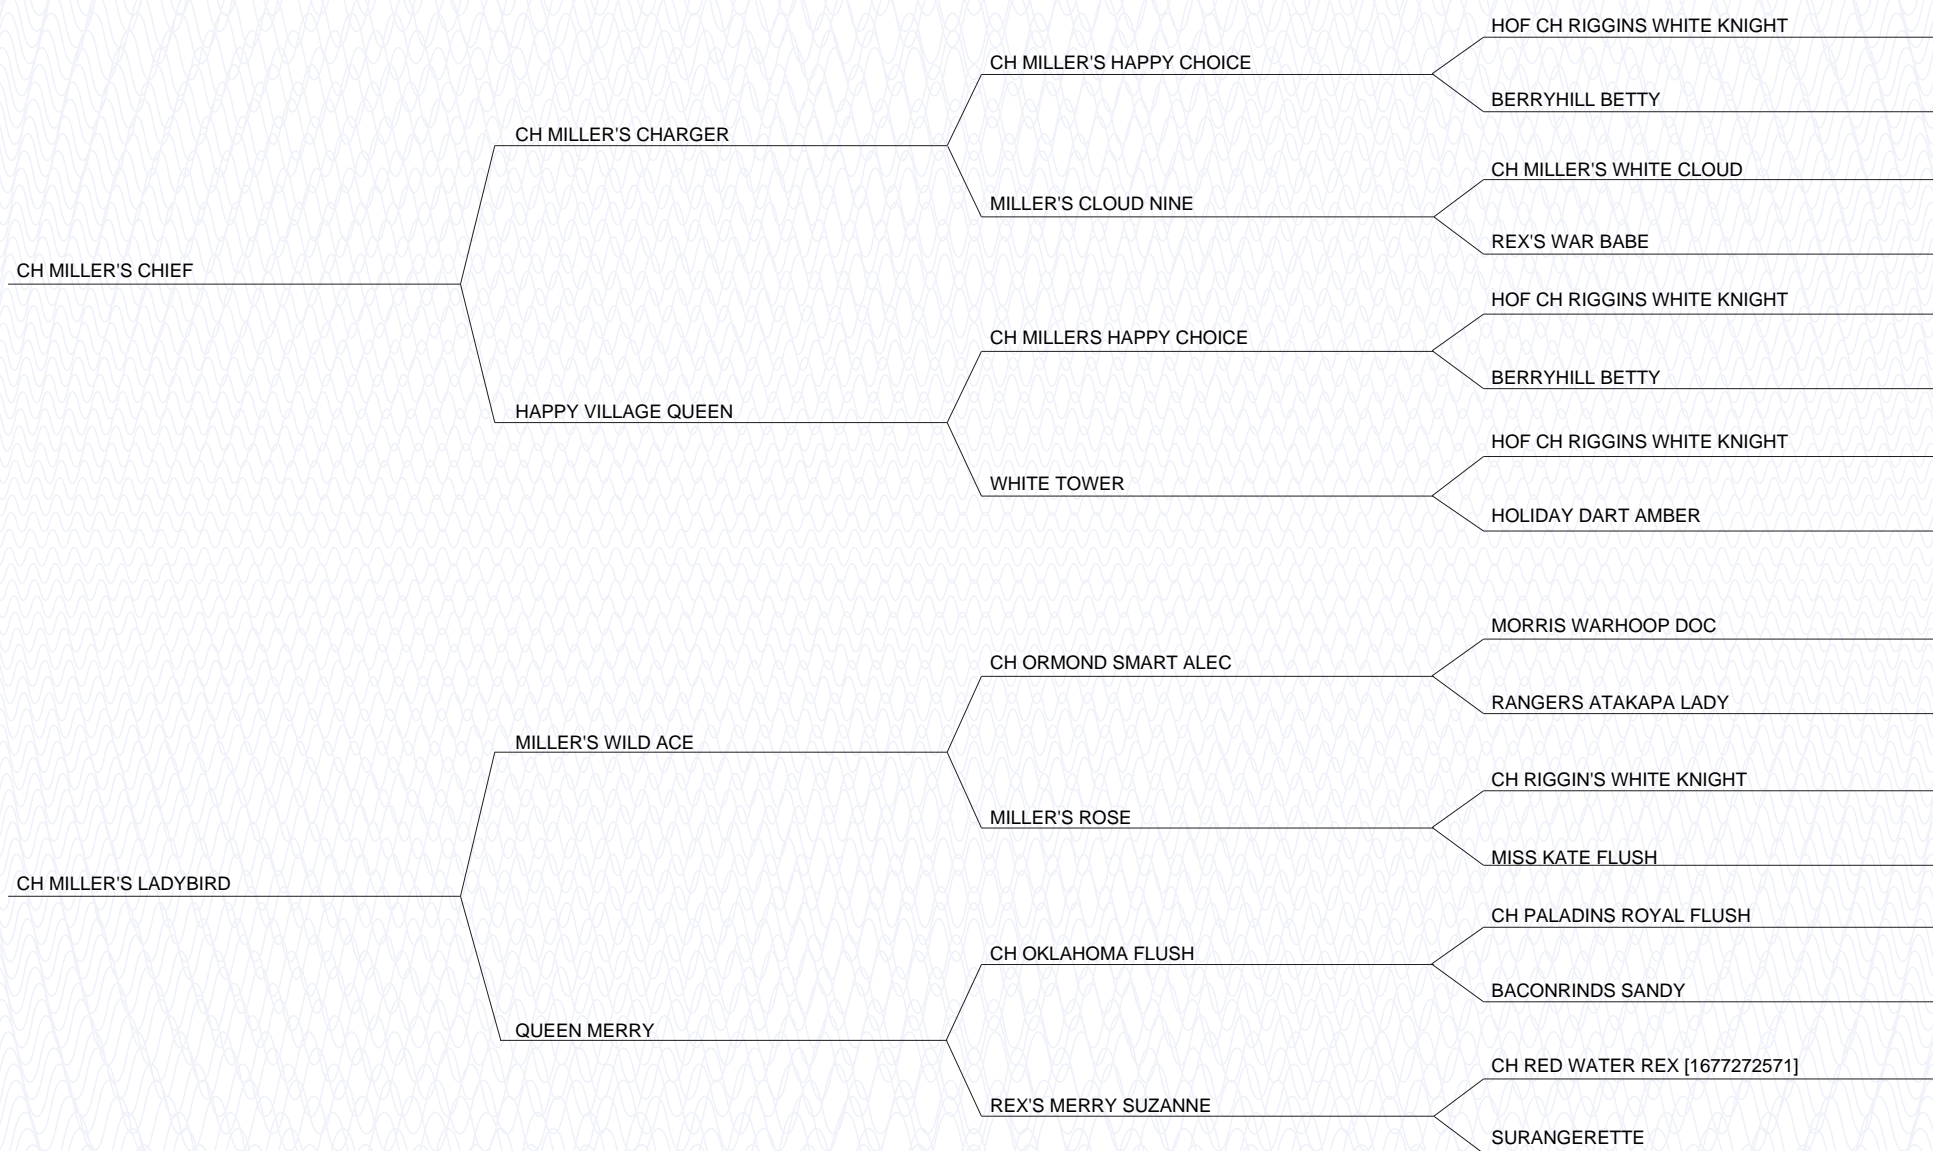 HOF CH RIGGINS WHITE KNIGHT
CH MILLER'S HAPPY CHOICE
BERRYHILL BETTY
CH MILLER'S CHARGER
CH MILLER'S WHITE CLOUD
MILLER'S CLOUD NINE
REX'S WAR BABE
CH MILLER'S CHIEF
HOF CH RIGGINS WHITE KNIGHT
CH MILLERS HAPPY CHOICE
BERRYHILL BETTY
HAPPY VILLAGE QUEEN
HOF CH RIGGINS WHITE KNIGHT
WHITE TOWER
HOLIDAY DART AMBER
MORRIS WARHOOP DOC
CH ORMOND SMART ALEC
RANGERS ATAKAPA LADY
MILLER'S WILD ACE
CH RIGGIN'S WHITE KNIGHT
MILLER'S ROSE
MISS KATE FLUSH
CH MILLER'S LADYBIRD
CH PALADINS ROYAL FLUSH
CH OKLAHOMA FLUSH
BACONRINDS SANDY
QUEEN MERRY
CH RED WATER REX [1677272571]
REX'S MERRY SUZANNE
SURANGERETTE